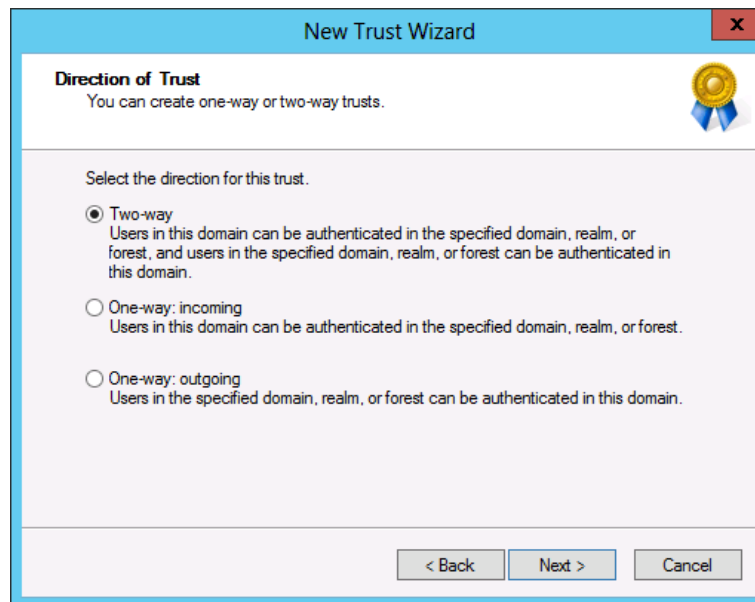 New Trust Wizard
x
Direction of Trust
You can create one-way or two-way trusts.
Select the direction for this trust.
Two-way
Users in this domain can be authenticated in the specified domain, realm, or
forest, and users in the specified domain, realm, or forest can be authenticated in
this domain.
One-way: incoming
Users in this domain can be authenticated in the specified domain, realm, or forest.
One-way: outgoing
Users in the specified domain, realm, or forest can be authenticated in this domain.
< Back Next > Cancel